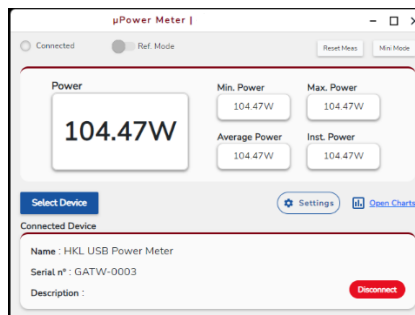 µPower Meter |
Connected Ref. Mode Reset Meas. Mini Mode
Power Min. Power Max. Power
104.47W 104.47W 104.47W
Average Power Inst. Power
104.47W 104.47W
Select Device Settings Open Charts
Connected Device
Name : HKL USB Power Meter
Serial nº : GATW-0003
Description : Disconnect